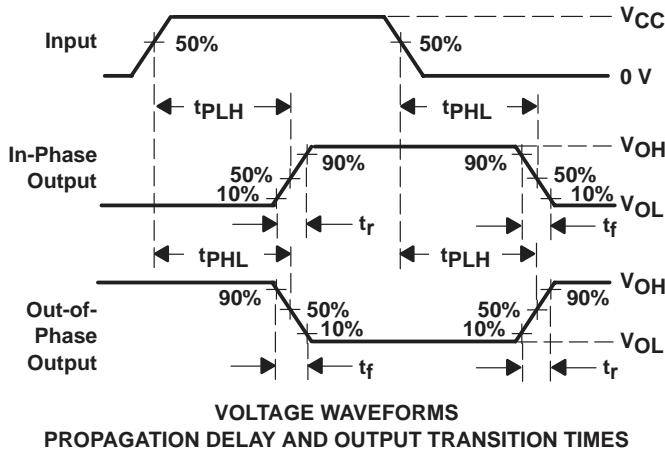 Input
50%
50%
VCC
0 V
tPLH
tPHL
In-Phase
Output
50%
10%
90%
90%
50%
10%
VOH
VOL
tr
tf
tPHL
tPLH
Out-of-
Phase
Output
90%
50%
10%
50%
10%
90%
VOH
VOL
tf
tr
VOLTAGE WAVEFORMS
PROPAGATION DELAY AND OUTPUT TRANSITION TIMES